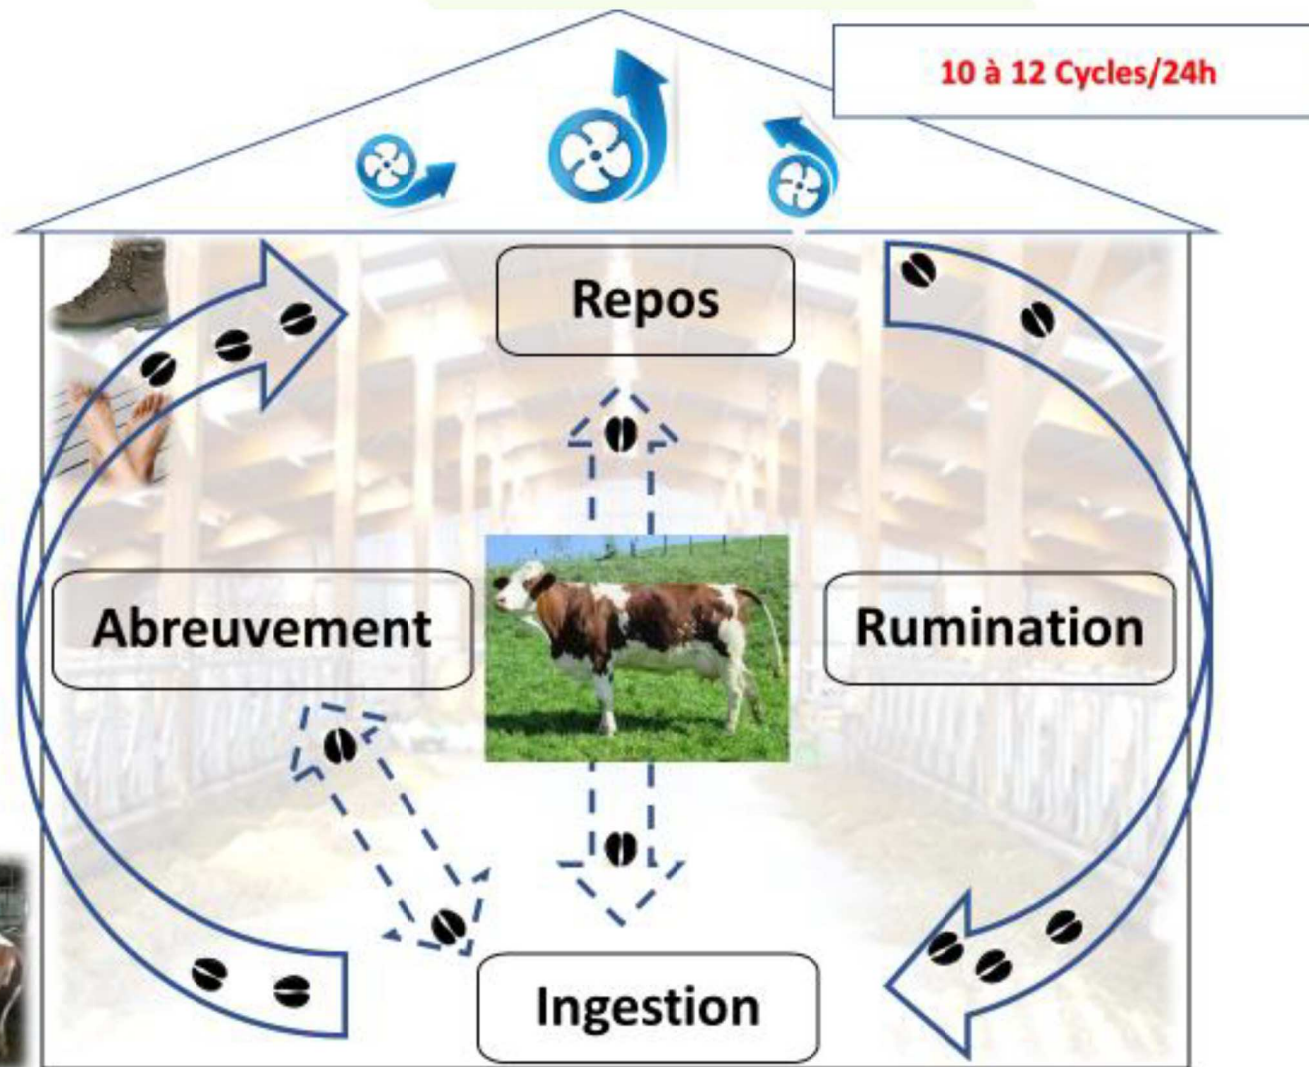 10 à 12 Cycles/24h
Repos
Abreuvement
Rumination
Ingestion